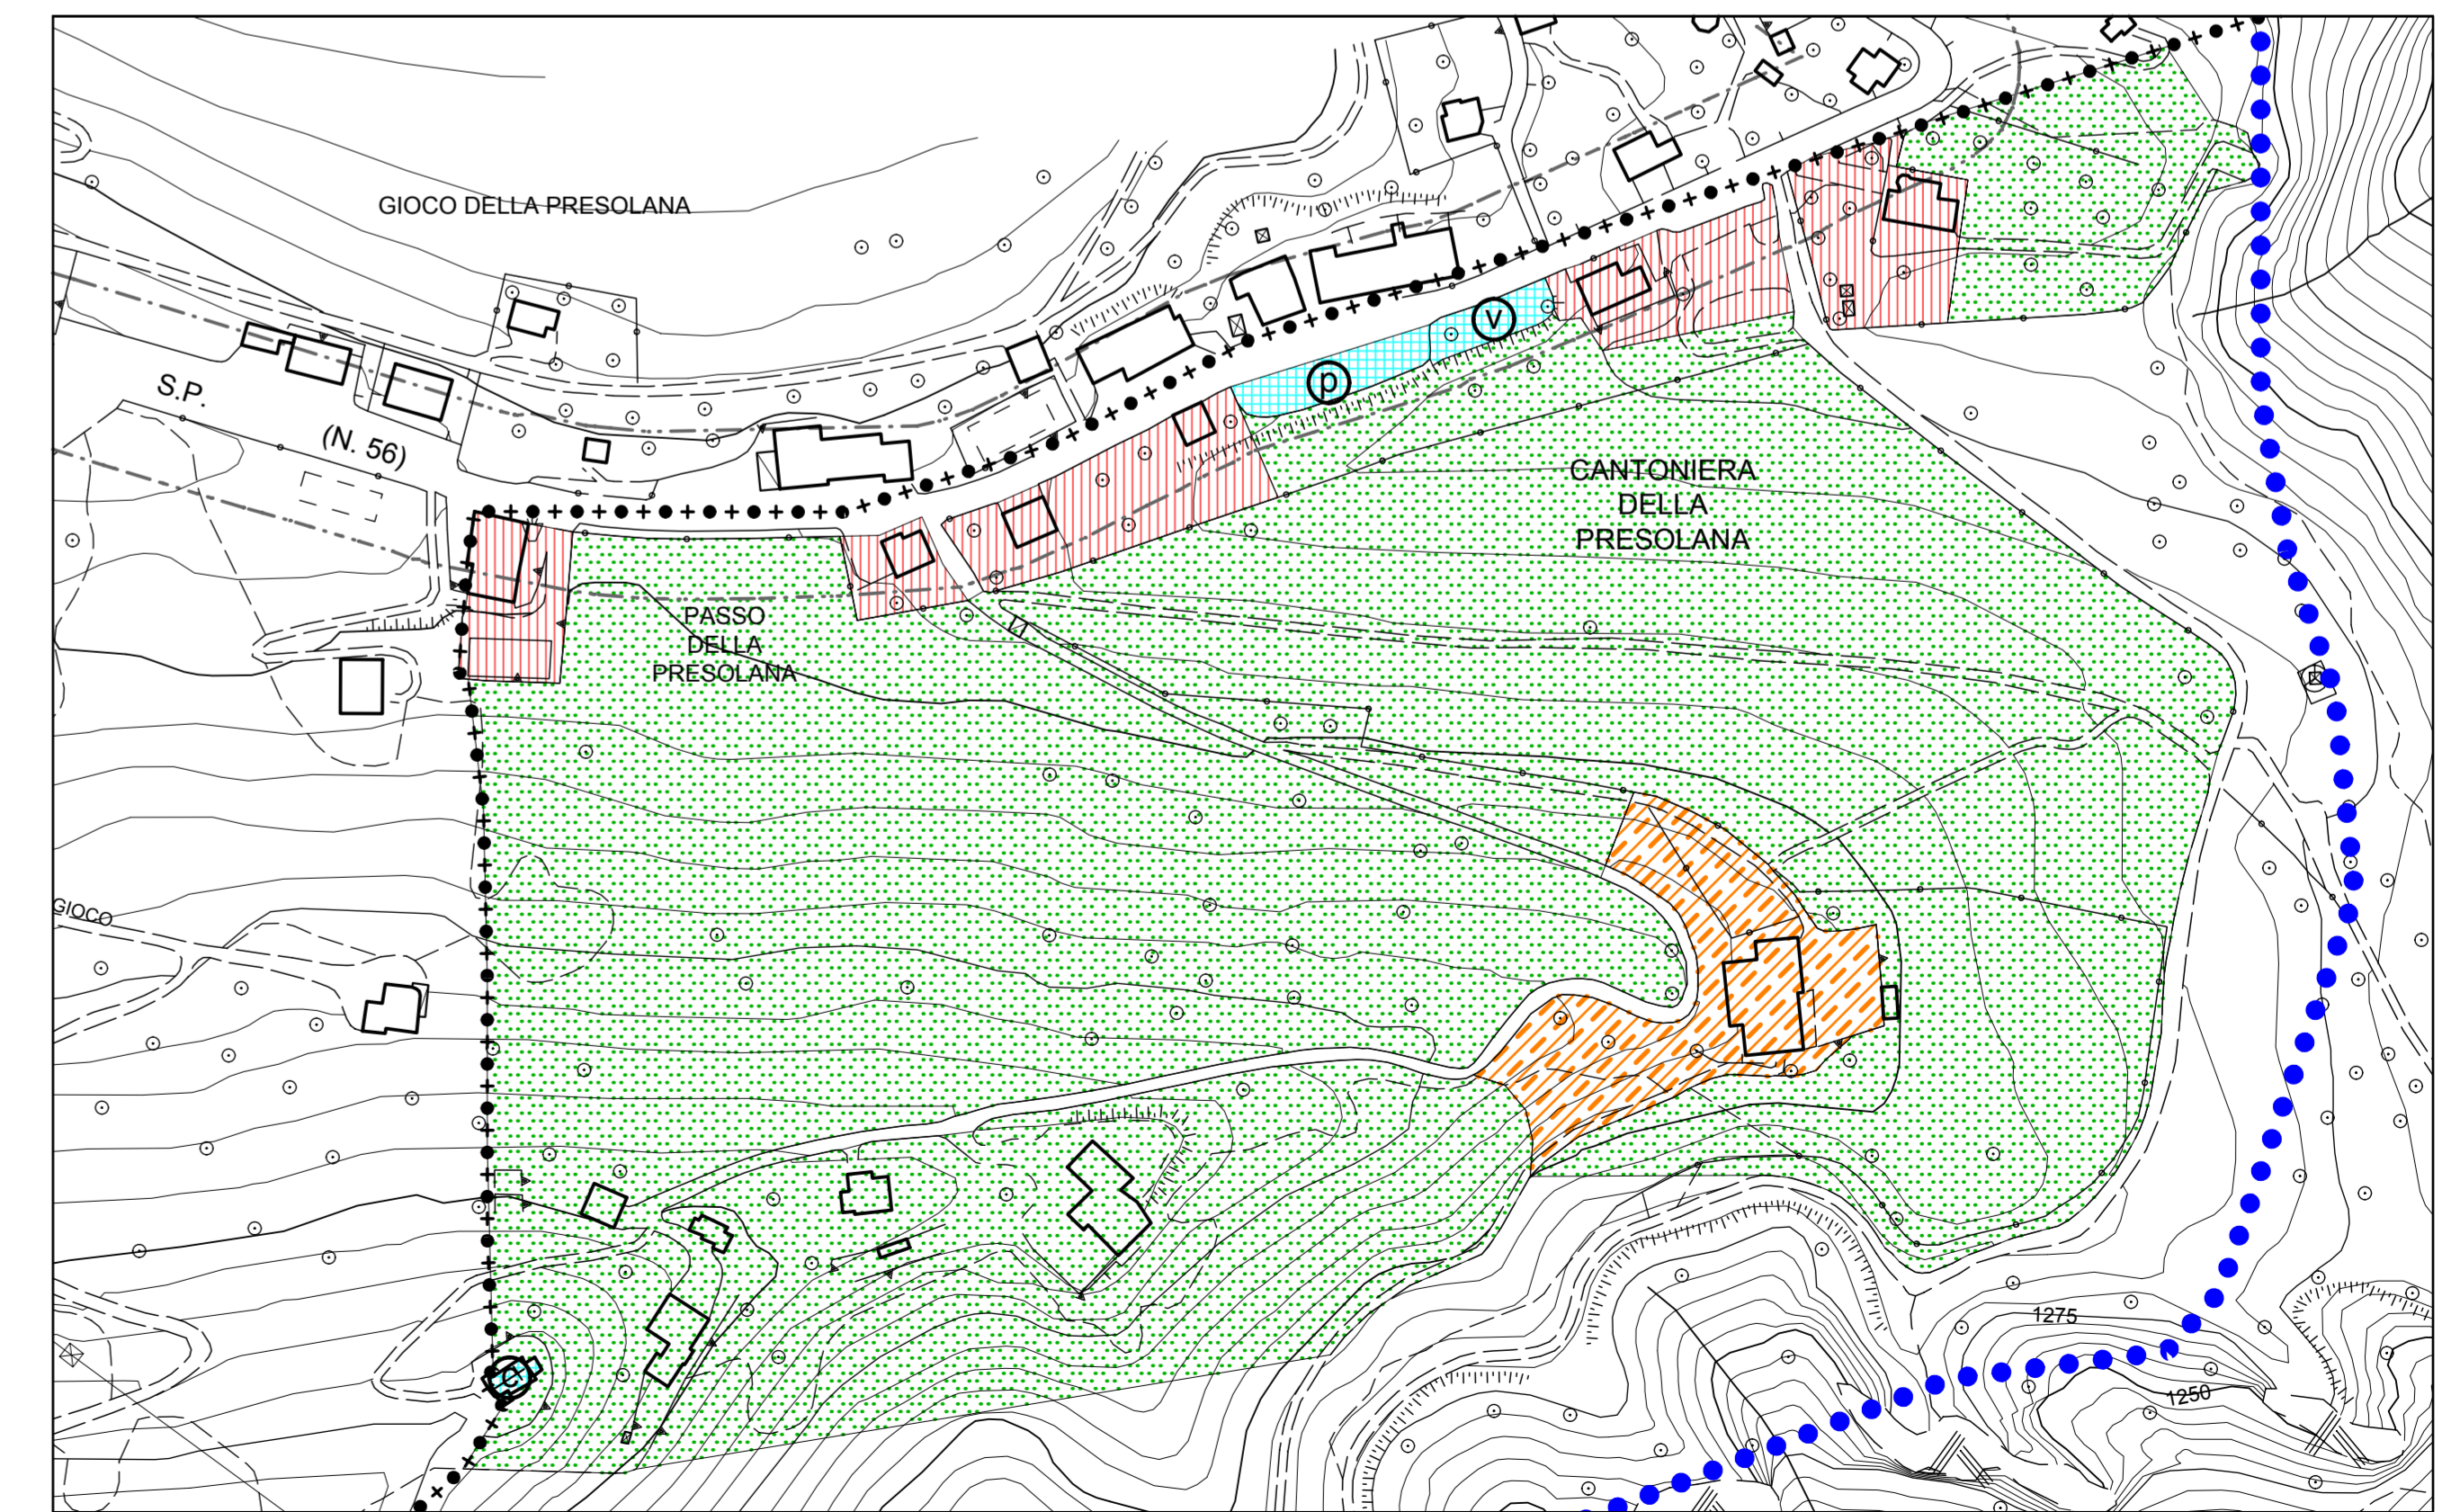 GIOCO DELLA PRESOLANA
V
p
S.P.
(N. 56)
CANTONIERA
DELLA
PRESOLANA
PASSO
DELLA
PRESOLANA
GIOCO
1275
1250